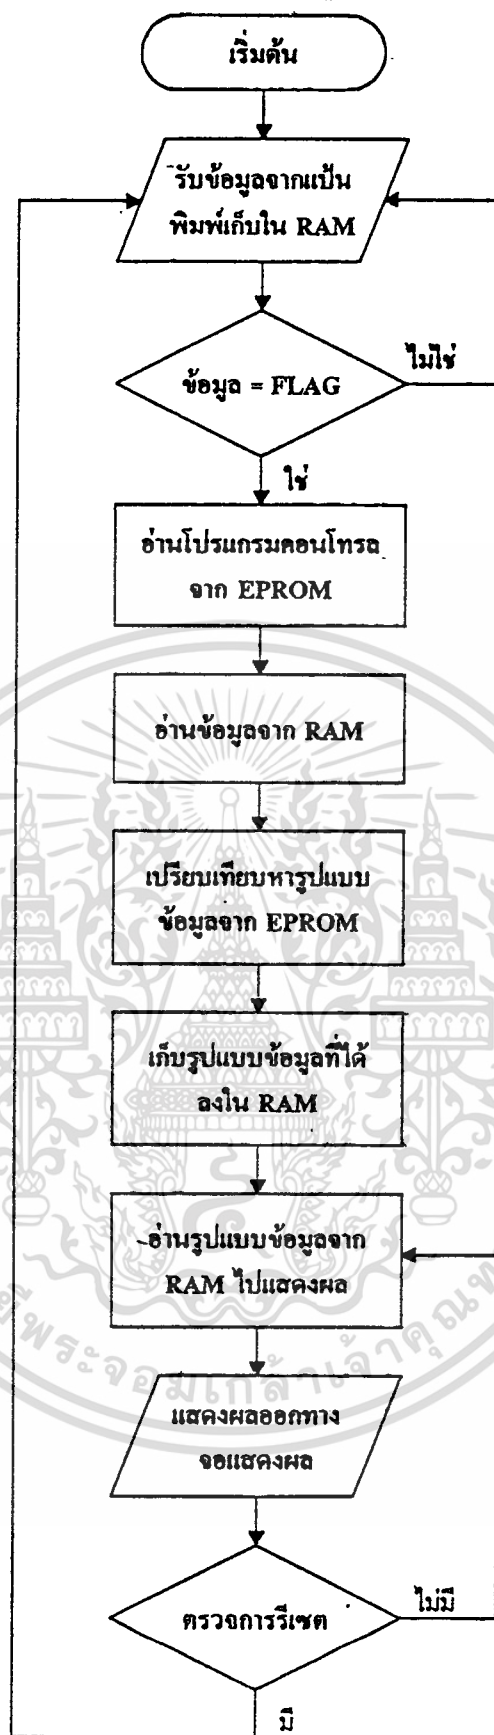 เริ่มต้น
รับข้อมูลจากแป้น
พิมพ์เก็บใน RAM
ข้อมูล = FLAG
ไม่ใช่
ใช่
อ่านโปรแกรมคอนโทรล
จาก EPROM
อ่านข้อมูลจาก RAM
เปรียบเทียบหารูปแบบ
ข้อมูลจาก EPROM
เก็บรูปแบบข้อมูลที่ได้
ลงใน RAM
อ่านรูปแบบข้อมูลจาก
RAM ไปแสดงผล
แสดงผลออกทาง
จอแสดงผล
ตรวจการรีเซต
ไม่มี
มี